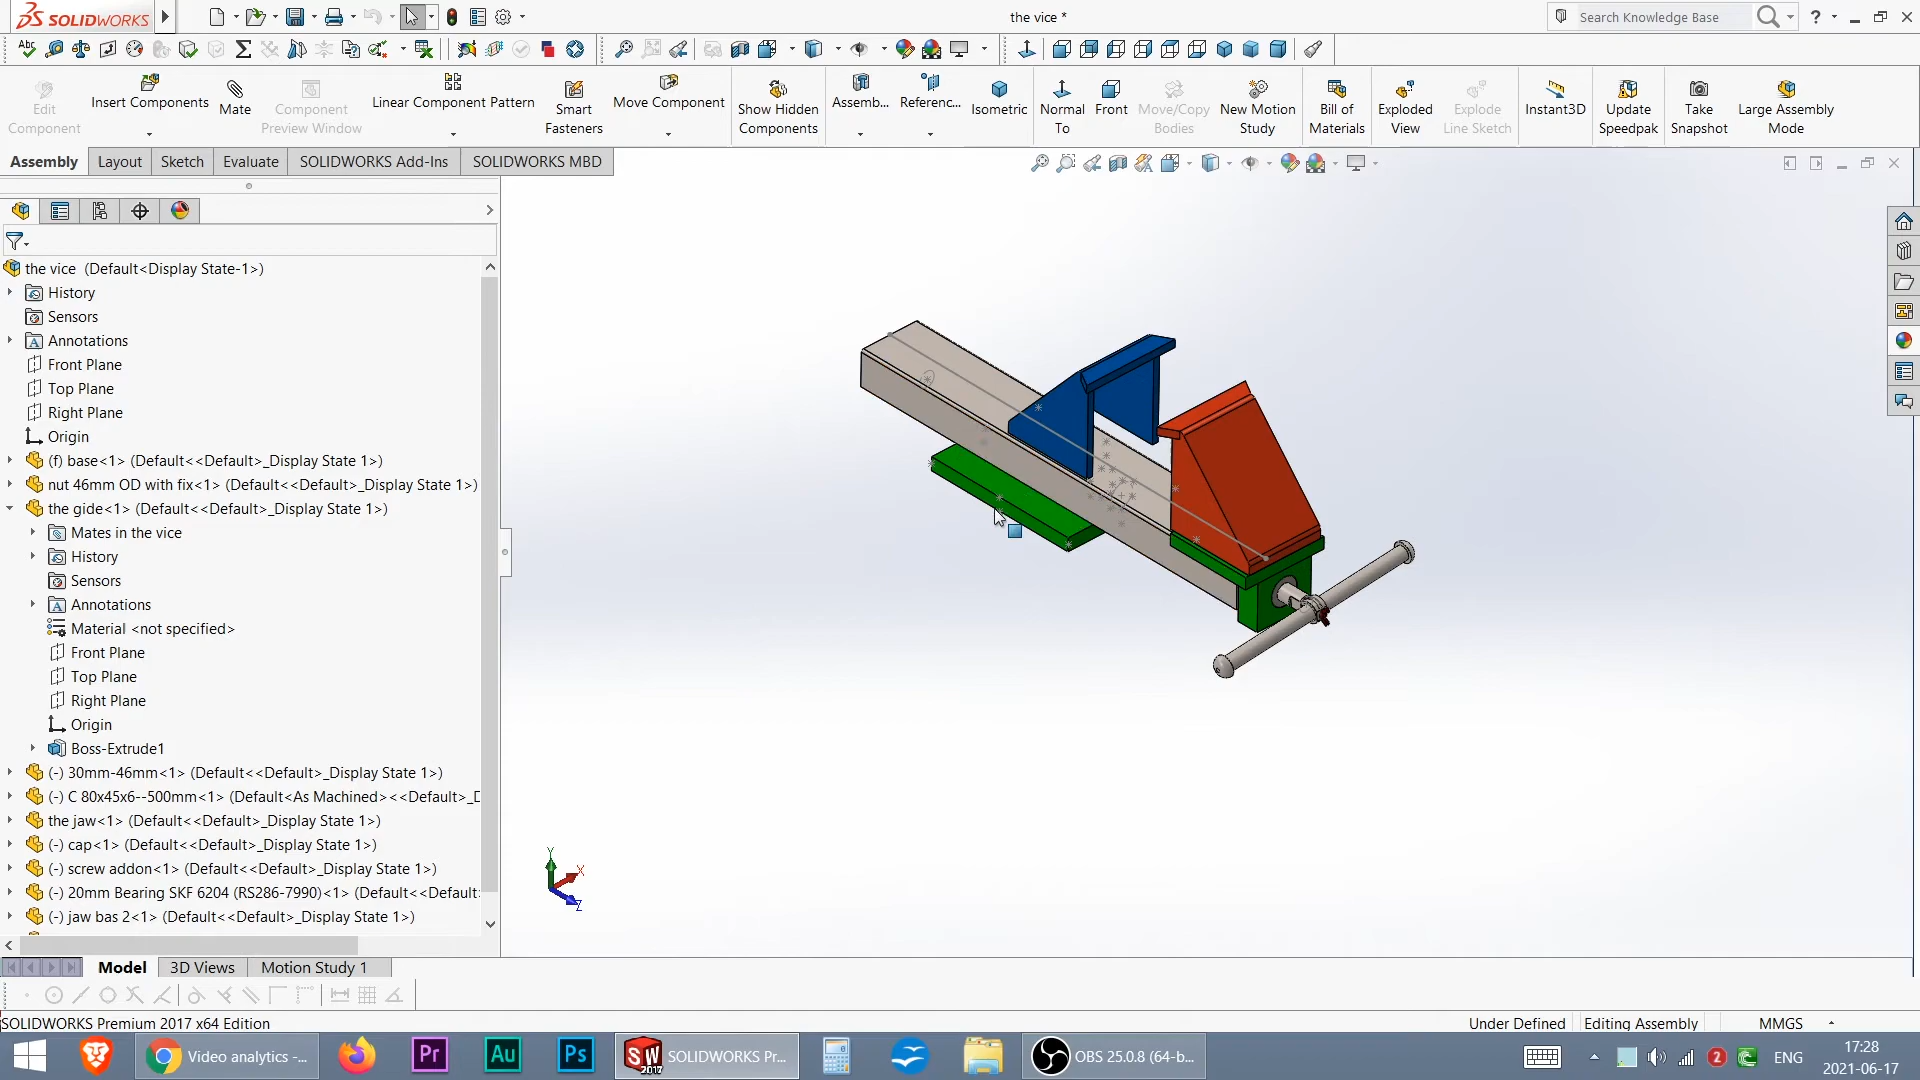 SOLIDWORKS
the vice *
Search Knowledge Base
Edit
Component
Insert Components
Mate
Component
Preview Window
Linear Component Pattern
Smart
Fasteners
Move Component
Show Hidden
Components
Assemb...
Referenc...
Isometric
Normal
To
Front
Move/Copy
Bodies
New Motion
Study
Bill of
Materials
Exploded
View
Explode
Line Sketch
Instant3D
Update
Speedpak
Take
Snapshot
Large Assembly
Mode
Assembly
Layout
Sketch
Evaluate
SOLIDWORKS Add-Ins
SOLIDWORKS MBD
the vice (Default<Display State-1>)
History
Sensors
Annotations
Front Plane
Top Plane
Right Plane
Origin
(f) base<1> (Default<<Default>_Display State 1>)
nut 46mm OD with fix<1> (Default<<Default>_Display State 1>)
the gide<1> (Default<<Default>_Display State 1>)
Mates in the vice
History
Sensors
Annotations
Material <not specified>
Front Plane
Top Plane
Right Plane
Origin
Boss-Extrude1
(-) 30mm-46mm<1> (Default<<Default>_Display State 1>)
(-) C 80x45x6--500mm<1> (Default<As Machined><<Default>_D
the jaw<1> (Default<<Default>_Display State 1>)
(-) cap<1> (Default<<Default>_Display State 1>)
(-) screw addon<1> (Default<<Default>_Display State 1>)
(-) 20mm Bearing SKF 6204 (RS286-7990)<1> (Default<<Default:
(-) jaw bas 2<1> (Default<<Default>_Display State 1>)
Y
X
Z
Model
3D Views
Motion Study 1
SOLIDWORKS Premium 2017 x64 Edition
Under Defined
Editing Assembly
MMGS
Video analytics -...
Pr
Au
Ps
SW
2017
SOLIDWORKS Pr...
OBS 25.0.8 (64-b...
2
ENG
17:28
2021-06-17